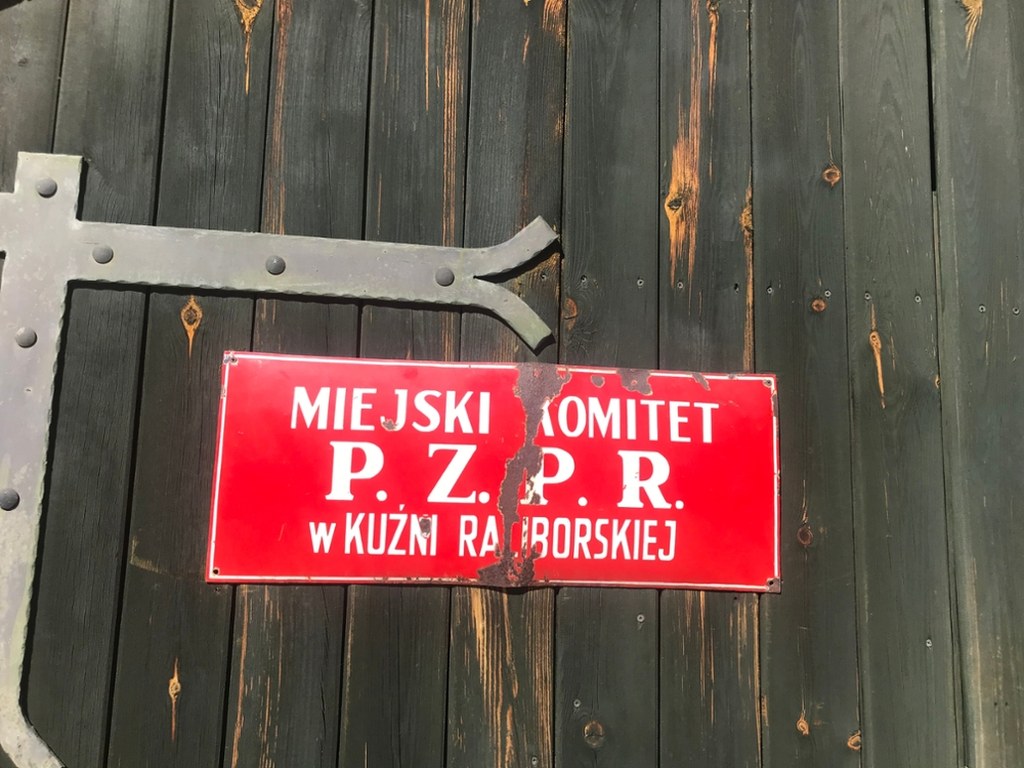 MIEJSKI KOMITET
P. Z. P. R.
w KUŹNI RACIBORSKIEJ